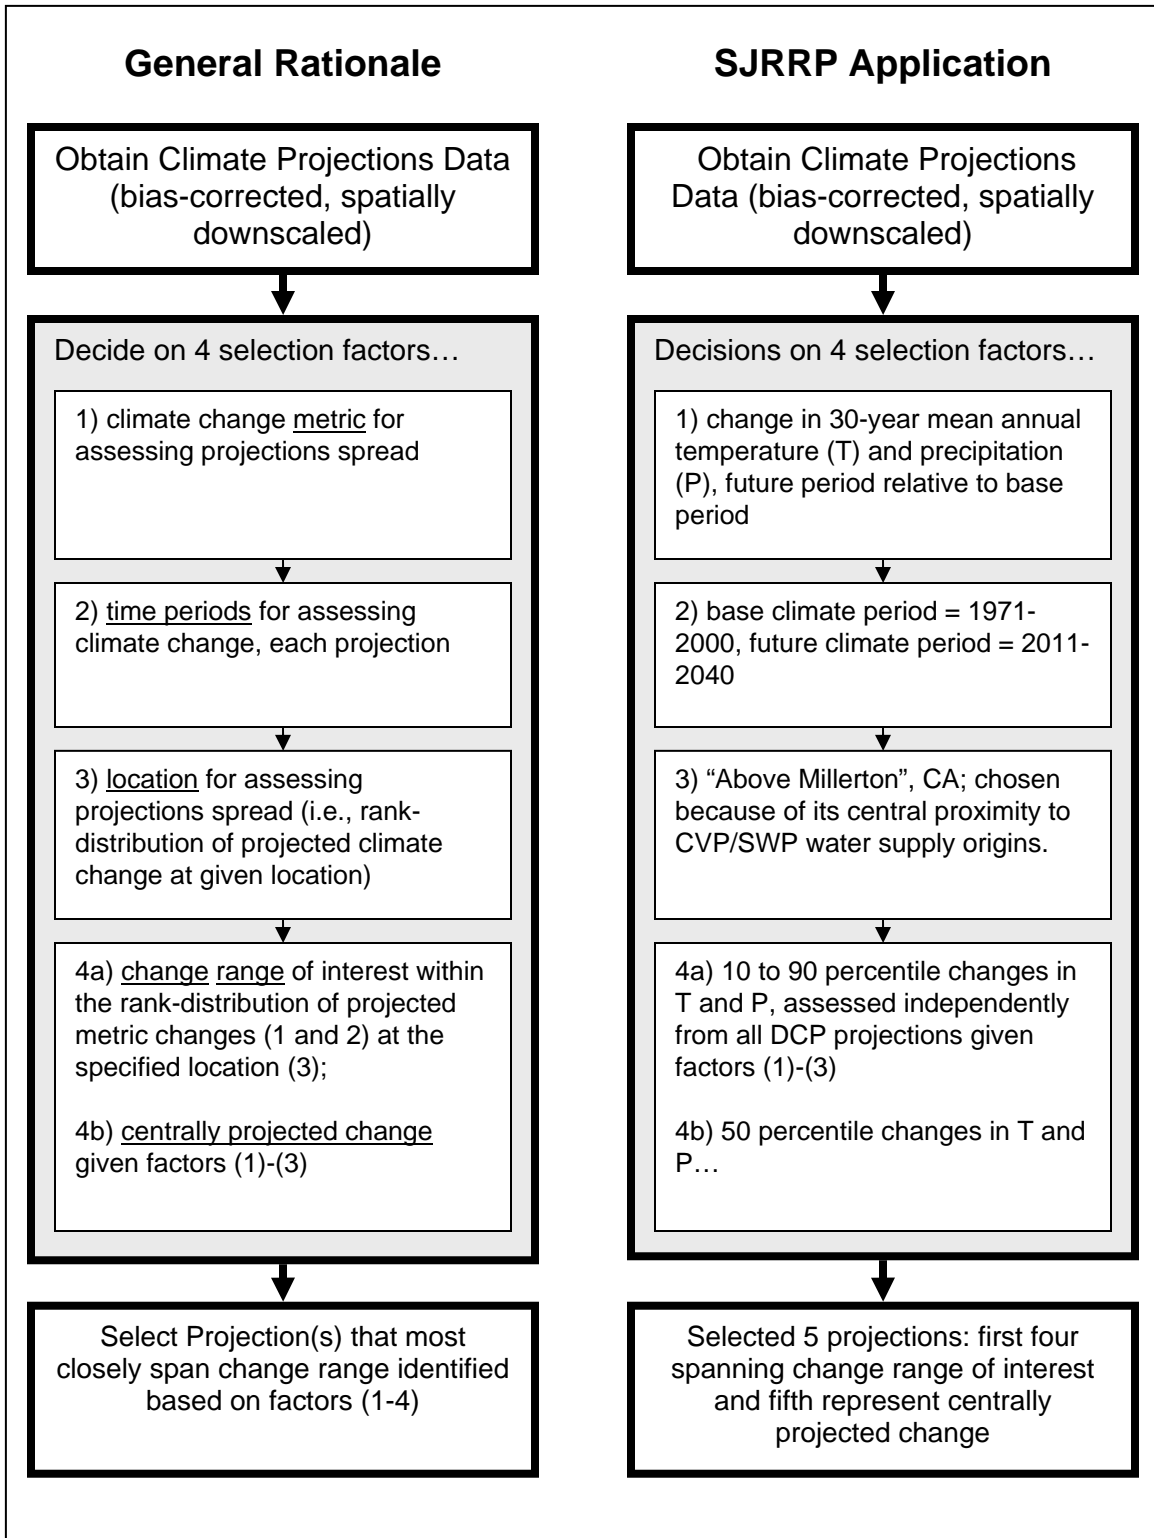 General Rationale
Obtain Climate Projections Data
(bias-corrected, spatially
downscaled)
Decide on 4 selection factors…
1) climate change metric for
assessing projections spread
2) time periods for assessing
climate change, each projection
3) location for assessing
projections spread (i.e., rank-
distribution of projected climate
change at given location)
4a) change range of interest within
the rank-distribution of projected
metric changes (1 and 2) at the
specified location (3);
4b) centrally projected change
given factors (1)-(3)
Select Projection(s) that most
closely span change range identified
based on factors (1-4)
SJRRP Application
Obtain Climate Projections
Data (bias-corrected, spatially
downscaled)
Decisions on 4 selection factors…
1) change in 30-year mean annual
temperature (T) and precipitation
(P), future period relative to base
period
2) base climate period = 1971-
2000, future climate period = 2011-
2040
3) “Above Millerton”, CA; chosen
because of its central proximity to
CVP/SWP water supply origins.
4a) 10 to 90 percentile changes in
T and P, assessed independently
from all DCP projections given
factors (1)-(3)
4b) 50 percentile changes in T and
P…
Selected 5 projections: first four
spanning change range of interest
and fifth represent centrally
projected change